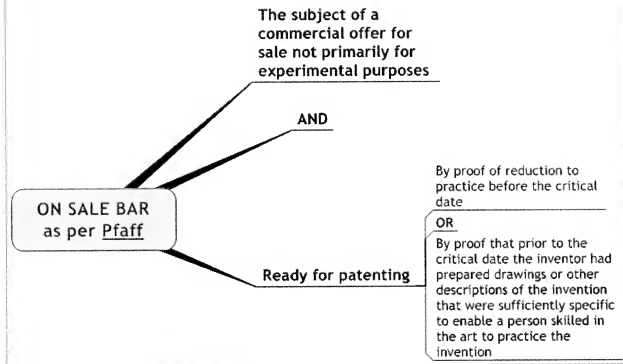 The subject of a
commercial offer for
sale not primarily for
experimental purposes
AND
ON SALE BAR
as per Pfaff
Ready for patenting
By proof of reduction to
practice before the critical
date
OR
By proof that prior to the
critical date the inventor had
prepared drawings or other
descriptions of the invention
that were sufficiently specific
to enable a person skilled in
the art to practice the
invention